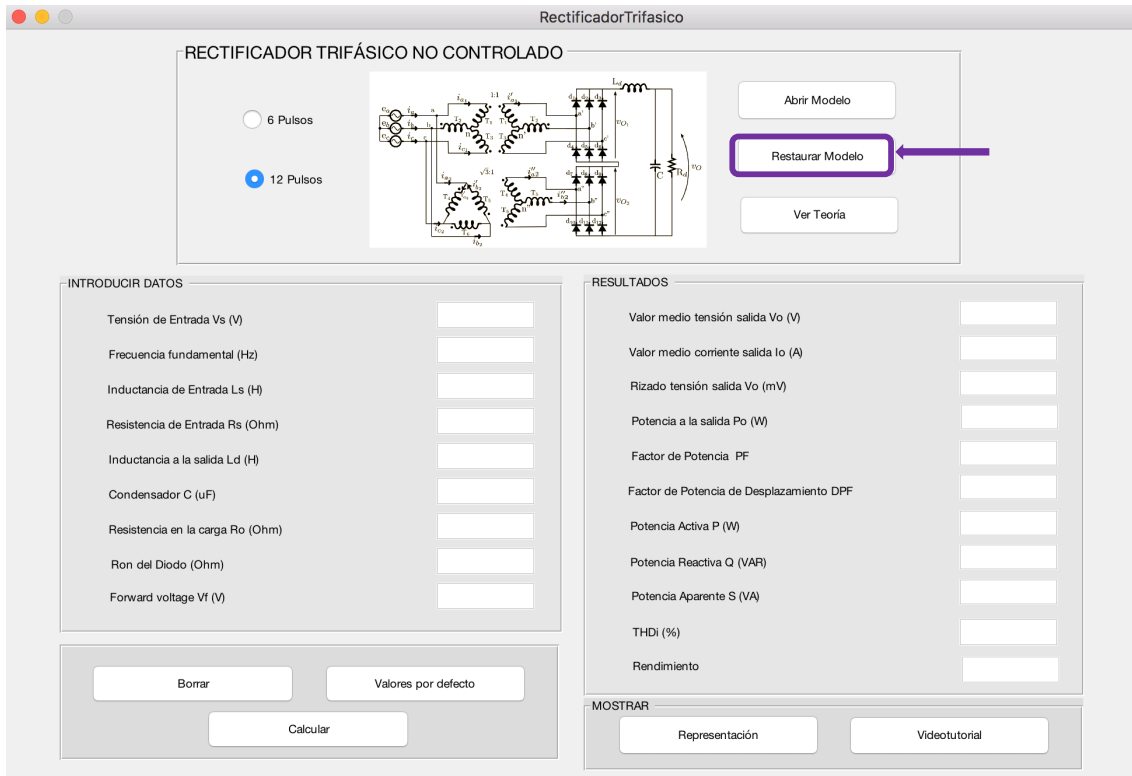 RectificadorTrifasico
RECTIFICADOR TRIFÁSICO NO CONTROLADO
6 Pulsos
12 Pulsos
Abrir Modelo
Restaurar Modelo
Ver Teoría
1:1
√3:1
INTRODUCIR DATOS
Tensión de Entrada Vs (V)
Frecuencia fundamental (Hz)
Inductancia de Entrada Ls (H)
Resistencia de Entrada Rs (Ohm)
Inductancia a la salida Ld (H)
Condensador C (uF)
Resistencia en la carga Ro (Ohm)
Ron del Diodo (Ohm)
Forward voltage Vf (V)
Borrar
Valores por defecto
Calcular
RESULTADOS
Valor medio tensión salida Vo (V)
Valor medio corriente salida Io (A)
Rizado tensión salida Vo (mV)
Potencia a la salida Po (W)
Factor de Potencia PF
Factor de Potencia de Desplazamiento DPF
Potencia Activa P (W)
Potencia Reactiva Q (VAR)
Potencia Aparente S (VA)
THDi (%)
Rendimiento
MOSTRAR
Representación
Videotutorial